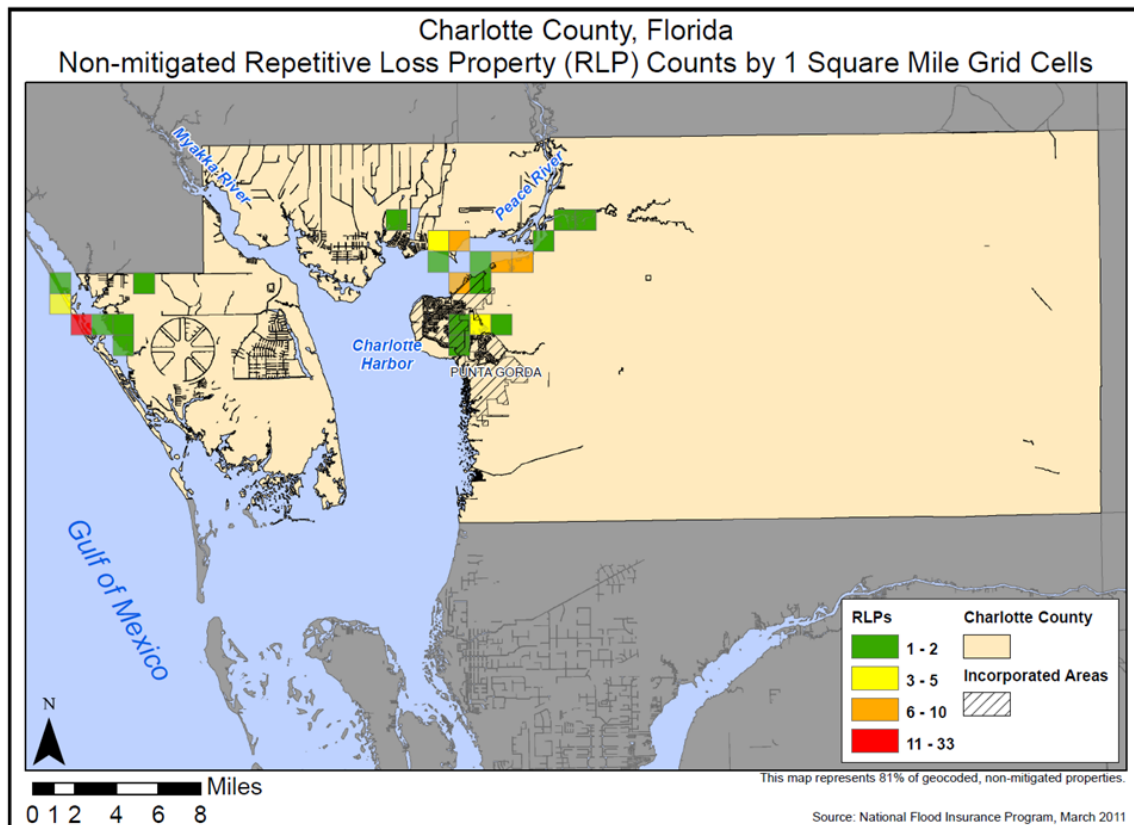 Charlotte County, Florida
Non-mitigated Repetitive Loss Property (RLP) Counts by 1 Square Mile Grid Cells
Myakka River
Peace River
Charlotte
Harbor
PUNTA GORDA
Gulf of Mexico
N
RLPs
1 - 2
3 - 5
6 - 10
11 - 33
Charlotte County
Incorporated Areas
This map represents 81% of geocoded, non-mitigated properties.
Miles
0 1 2 4 6 8
Source: National Flood Insurance Program, March 2011